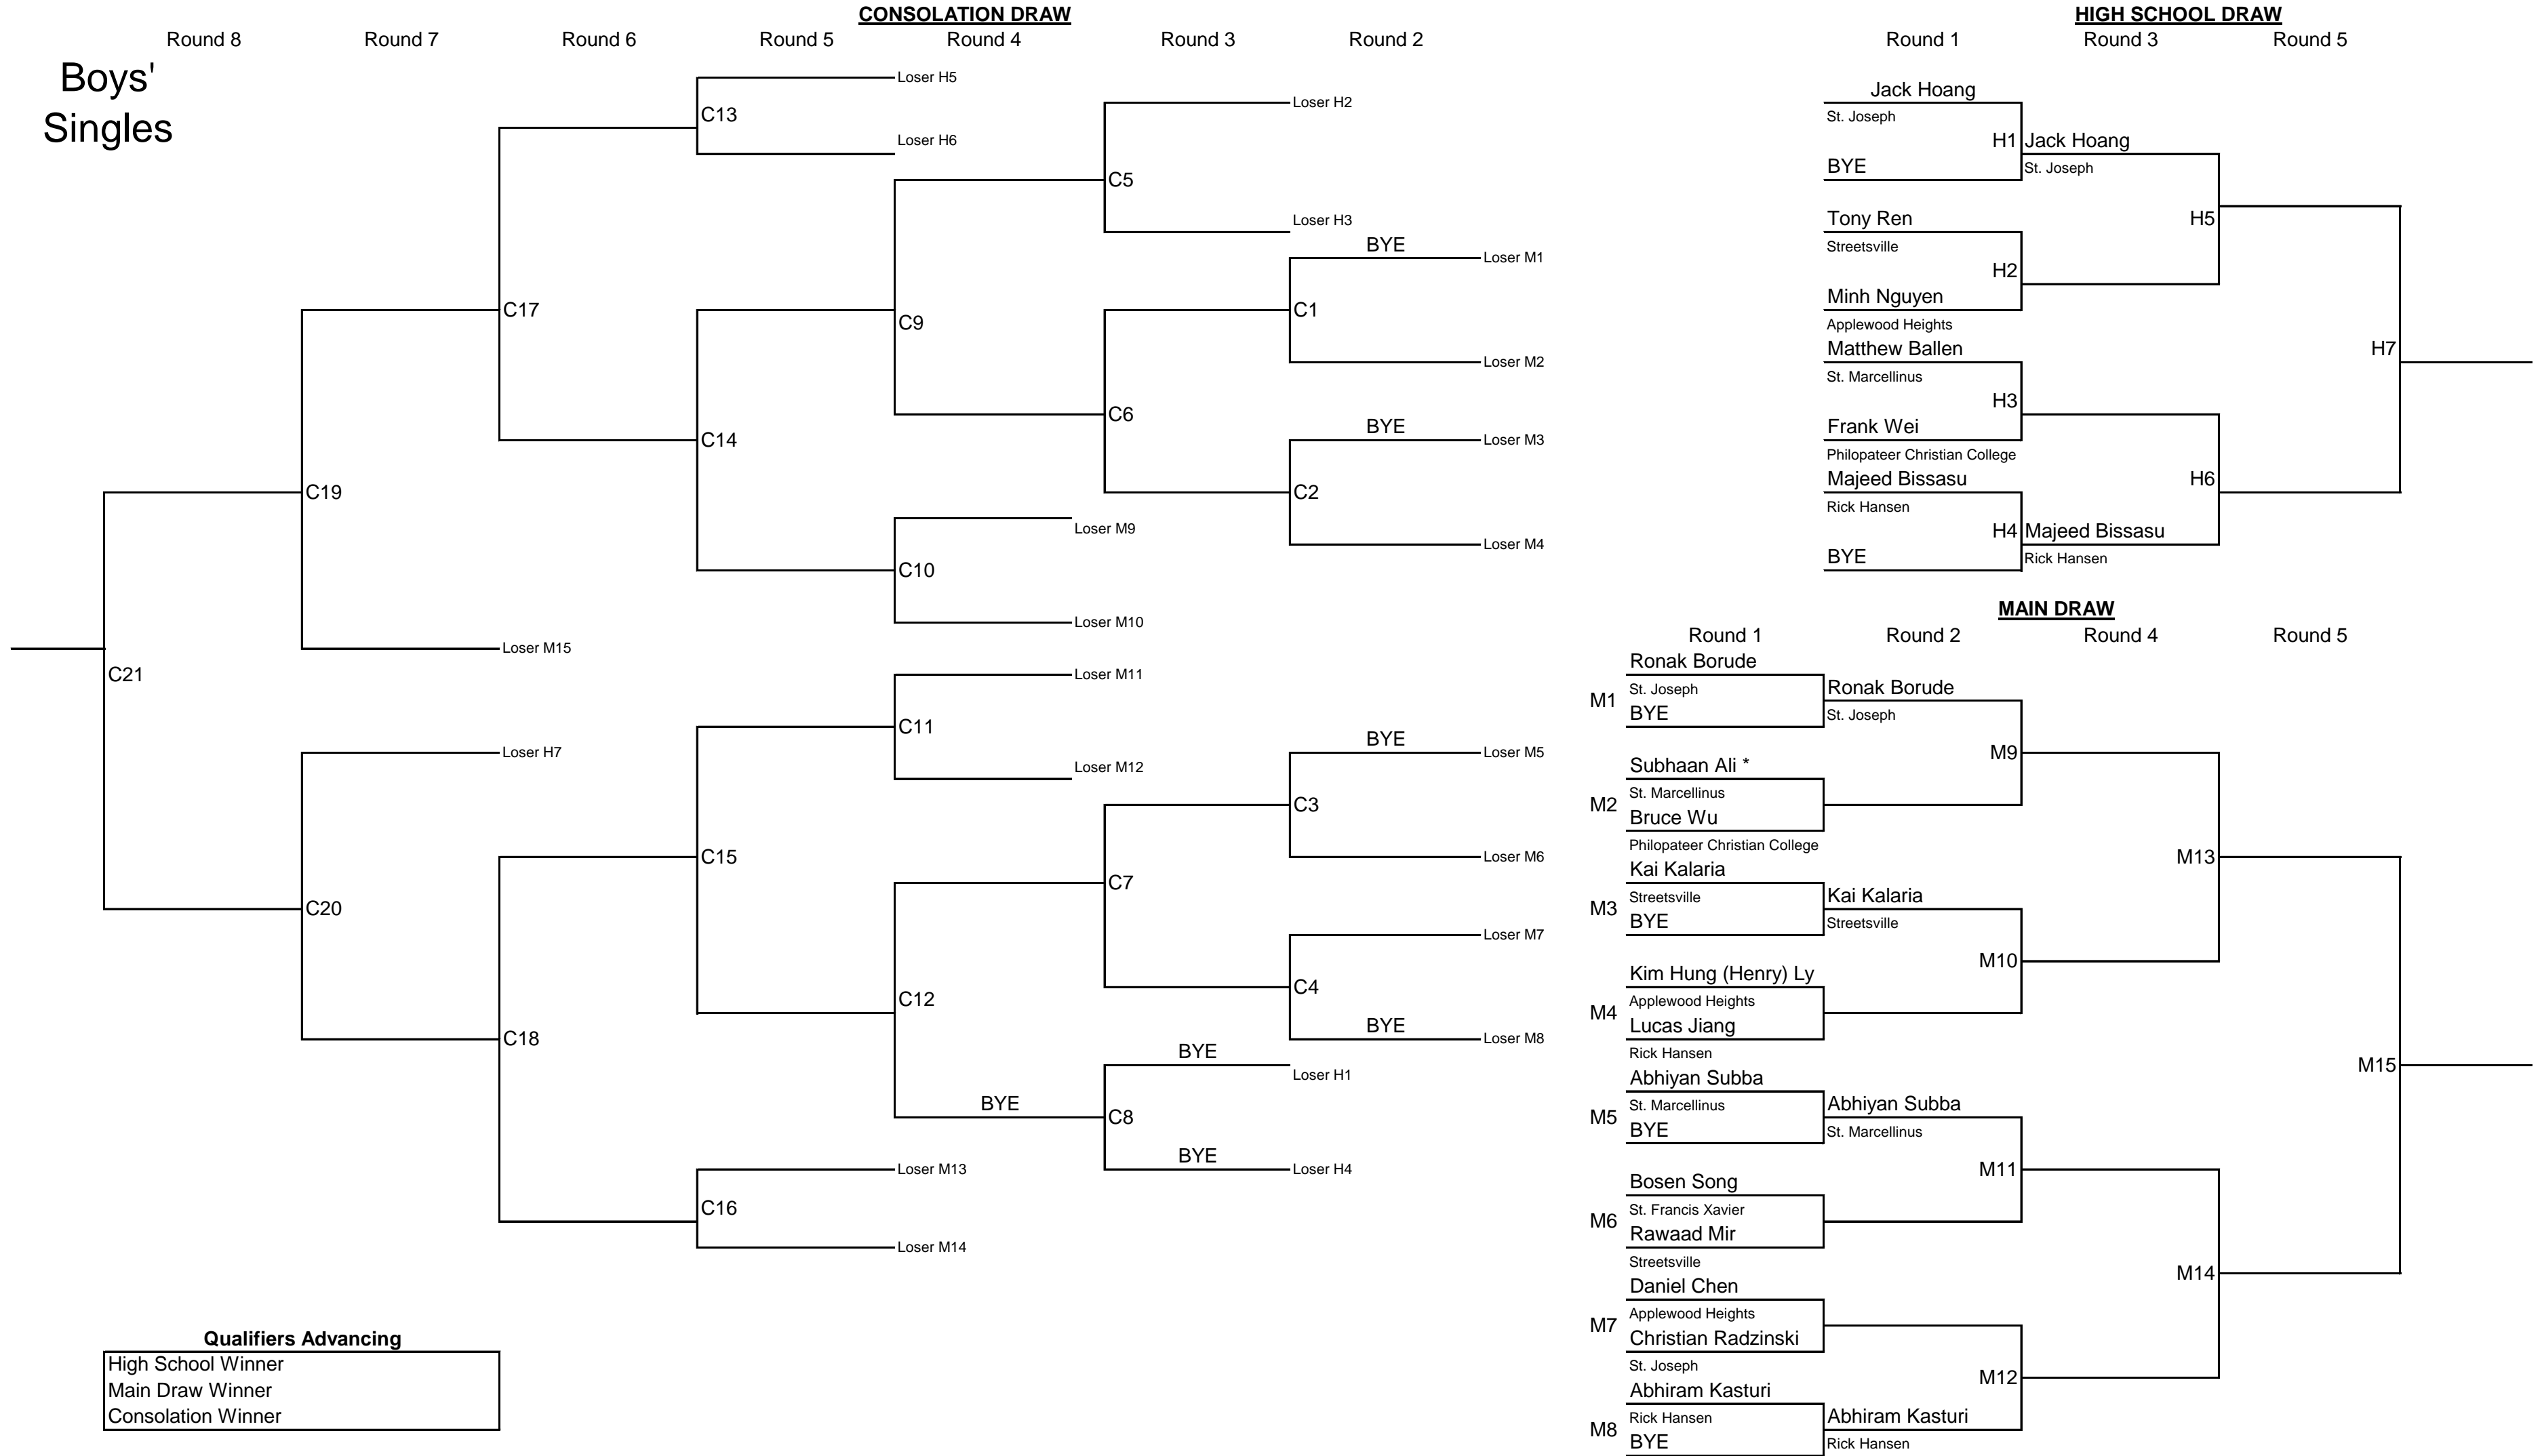 CONSOLATION DRAW
Round 8
Round 7
Round 6
Round 5
Round 4
Round 3
Round 2
Boys'
Singles
Loser H5
C13
Loser H6
Loser H2
C5
Loser H3
BYE
Loser M1
C17
C9
C1
Loser M2
C6
C14
BYE
Loser M3
C19
C2
Loser M9
Loser M4
C10
Loser M10
Loser M15
C21
Loser M11
C11
Loser H7
Loser M12
BYE
Loser M5
C3
C15
Loser M6
C7
C20
Loser M7
C12
C4
C18
BYE
Loser M8
BYE
Loser H1
BYE
C8
BYE
Loser H4
Loser M13
C16
Loser M14
Qualifiers Advancing
High School Winner
Main Draw Winner
Consolation Winner
HIGH SCHOOL DRAW
Round 1
Round 3
Round 5
Jack Hoang
St. Joseph
H1
Jack Hoang
BYE
St. Joseph
Tony Ren
H5
Streetsville
H2
Minh Nguyen
Applewood Heights
Matthew Ballen
H7
St. Marcellinus
H3
Frank Wei
Philopateer Christian College
Majeed Bissasu
H6
Rick Hansen
H4
Majeed Bissasu
BYE
Rick Hansen
MAIN DRAW
Round 1
Round 2
Round 4
Round 5
Ronak Borude
M1
St. Joseph
Ronak Borude
BYE
St. Joseph
M9
Subhaan Ali *
M2
St. Marcellinus
Bruce Wu
Philopateer Christian College
M13
Kai Kalaria
M3
Streetsville
Kai Kalaria
BYE
Streetsville
M10
Kim Hung (Henry) Ly
M4
Applewood Heights
Lucas Jiang
Rick Hansen
M15
Abhiyan Subba
M5
St. Marcellinus
Abhiyan Subba
BYE
St. Marcellinus
M11
Bosen Song
M6
St. Francis Xavier
Rawaad Mir
Streetsville
M14
Daniel Chen
M7
Applewood Heights
Christian Radzinski
St. Joseph
M12
Abhiram Kasturi
M8
Rick Hansen
Abhiram Kasturi
BYE
Rick Hansen